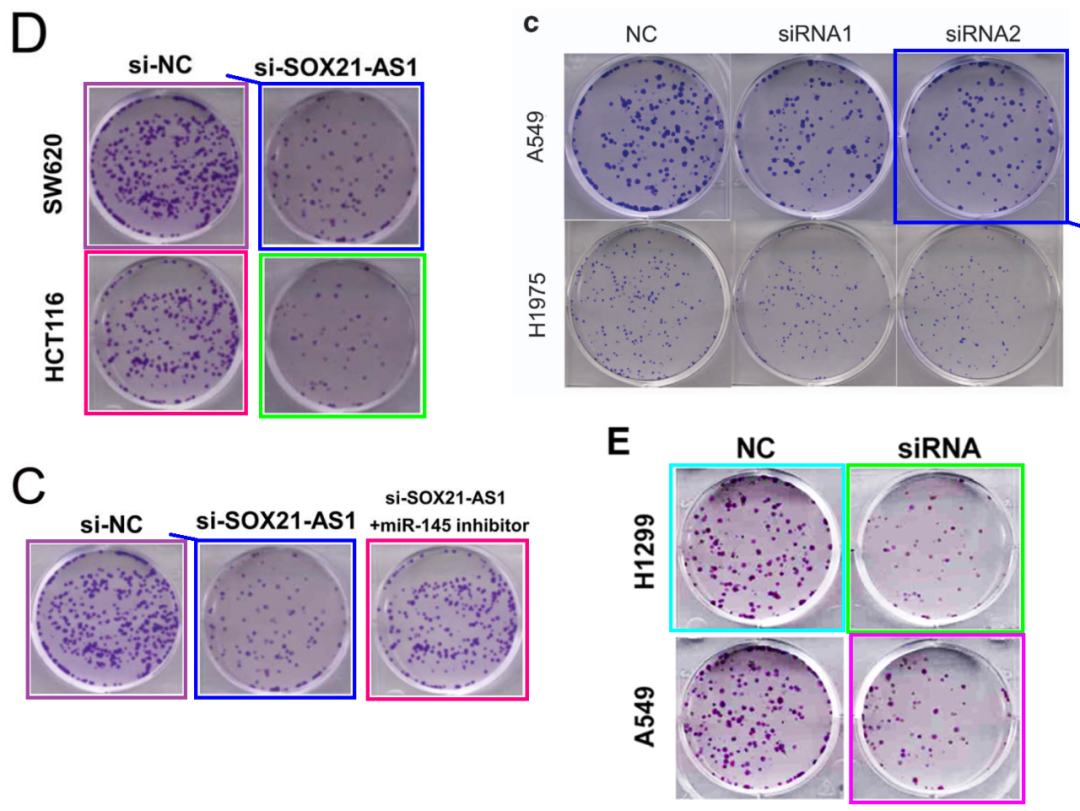 D
si-NC si-SOX21-AS1
SW620
HCT116
c
NC siRNA1 siRNA2
A549
H1975
C
si-NC si-SOX21-AS1 si-SOX21-AS1
+miR-145 inhibitor
E
NC siRNA
H1299
A549